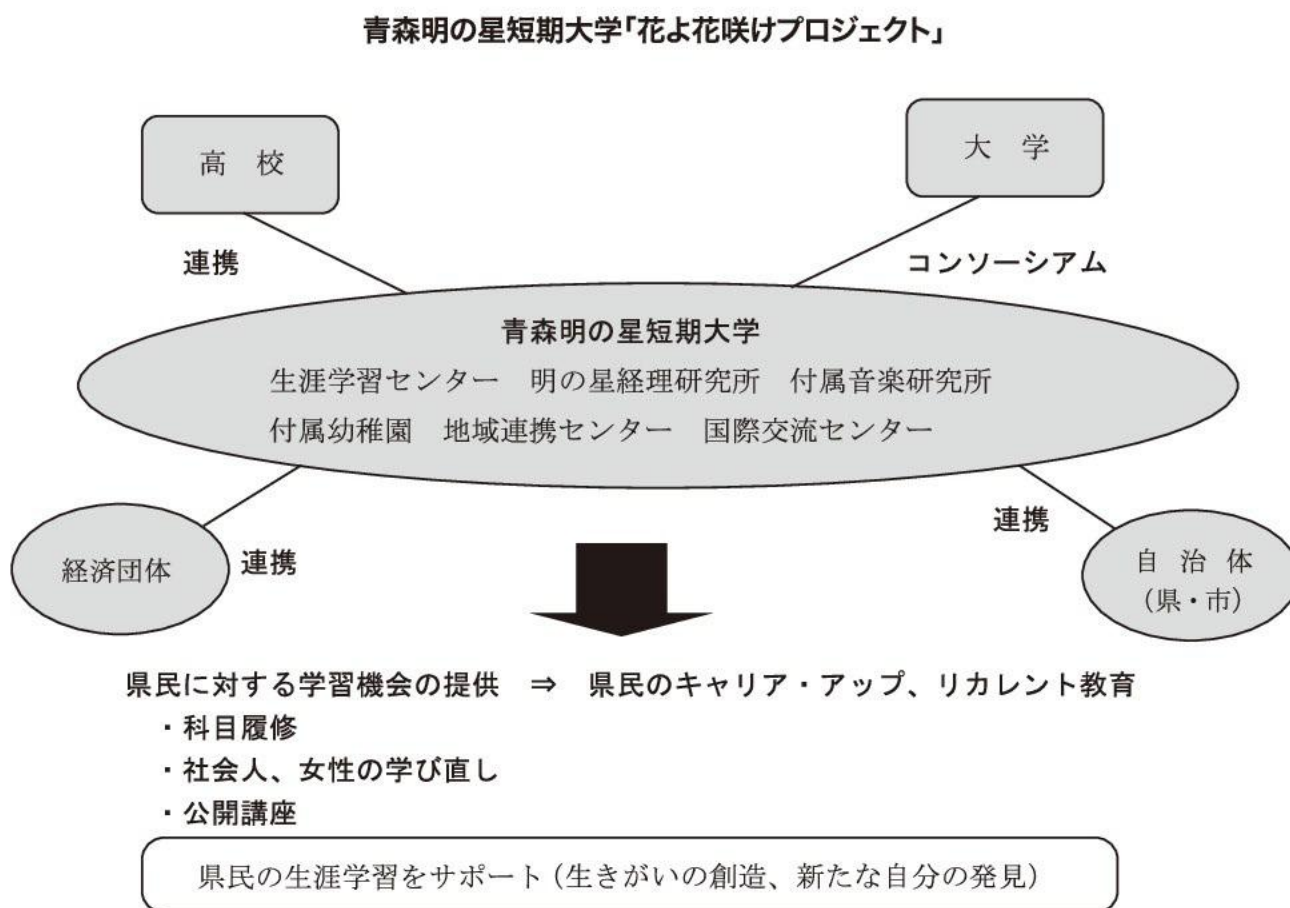 青森明の星短期大学「花よ花咲けプロジェクト」
高　校
大　学
連携
コンソーシアム
青森明の星短期大学
生涯学習センター　明の星経理研究所　付属音楽研究所
付属幼稚園　地域連携センター　国際交流センター
経済団体
連携
連携
自 治 体
（県・市）
県民に対する学習機会の提供　⇒　県民のキャリア・アップ、リカレント教育
・科目履修
・社会人、女性の学び直し
・公開講座
県民の生涯学習をサポート（生きがいの創造、新たな自分の発見）